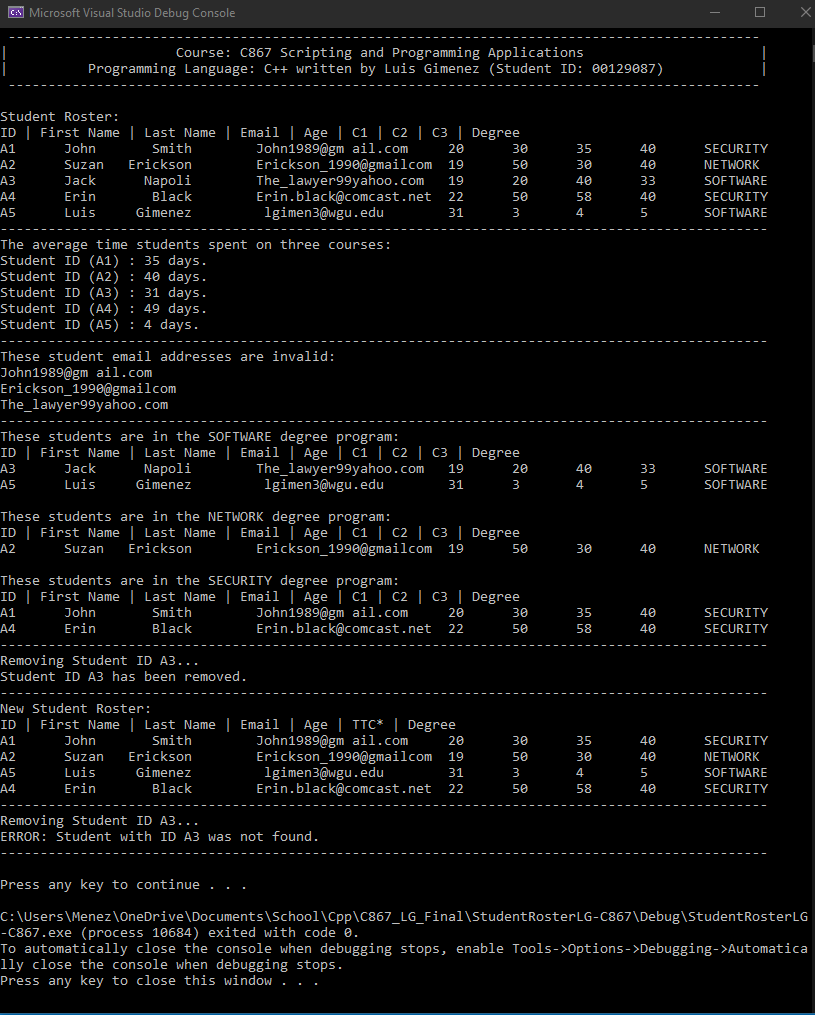 Microsoft Visual Studio Debug Console
----------------------------------------------------------------------------------------------
|                     Course: C867 Scripting and Programming Applications                      |
|          Programming Language: C++ written by Luis Gimenez (Student ID: 00129087)            |
----------------------------------------------------------------------------------------------
Student Roster:
ID | First Name | Last Name | Email | Age | C1 | C2 | C3 | Degree
A1      John       Smith        John1989@gm ail.com     20      30      35      40      SECURITY
A2      Suzan   Erickson        Erickson_1990@gmailcom  19      50      30      40      NETWORK
A3      Jack      Napoli        The_lawyer99yahoo.com   19      20      40      33      SOFTWARE
A4      Erin       Black        Erin.black@comcast.net  22      50      58      40      SECURITY
A5      Luis     Gimenez         lgimen3@wgu.edu        31      3       4       5       SOFTWARE
------------------------------------------------------------------------------------------------
The average time students spent on three courses:
Student ID (A1) : 35 days.
Student ID (A2) : 40 days.
Student ID (A3) : 31 days.
Student ID (A4) : 49 days.
Student ID (A5) : 4 days.
------------------------------------------------------------------------------------------------
These student email addresses are invalid:
John1989@gm ail.com
Erickson_1990@gmailcom
The_lawyer99yahoo.com
------------------------------------------------------------------------------------------------
These students are in the SOFTWARE degree program:
ID | First Name | Last Name | Email | Age | C1 | C2 | C3 | Degree
A3      Jack      Napoli        The_lawyer99yahoo.com   19      20      40      33      SOFTWARE
A5      Luis     Gimenez         lgimen3@wgu.edu        31      3       4       5       SOFTWARE
These students are in the NETWORK degree program:
ID | First Name | Last Name | Email | Age | C1 | C2 | C3 | Degree
A2      Suzan   Erickson        Erickson_1990@gmailcom  19      50      30      40      NETWORK
These students are in the SECURITY degree program:
ID | First Name | Last Name | Email | Age | C1 | C2 | C3 | Degree
A1      John       Smith        John1989@gm ail.com     20      30      35      40      SECURITY
A4      Erin       Black        Erin.black@comcast.net  22      50      58      40      SECURITY
------------------------------------------------------------------------------------------------
Removing Student ID A3...
Student ID A3 has been removed.
------------------------------------------------------------------------------------------------
New Student Roster:
ID | First Name | Last Name | Email | Age | TTC* | Degree
A1      John       Smith        John1989@gm ail.com     20      30      35      40      SECURITY
A2      Suzan   Erickson        Erickson_1990@gmailcom  19      50      30      40      NETWORK
A5      Luis     Gimenez         lgimen3@wgu.edu        31      3       4       5       SOFTWARE
A4      Erin       Black        Erin.black@comcast.net  22      50      58      40      SECURITY
------------------------------------------------------------------------------------------------
Removing Student ID A3...
ERROR: Student with ID A3 was not found.
------------------------------------------------------------------------------------------------
Press any key to continue . . .
C:\Users\Menez\OneDrive\Documents\School\Cpp\C867_LG_Final\StudentRosterLG-C867\Debug\StudentRosterLG
-C867.exe (process 10684) exited with code 0.
To automatically close the console when debugging stops, enable Tools->Options->Debugging->Automatica
lly close the console when debugging stops.
Press any key to close this window . . .